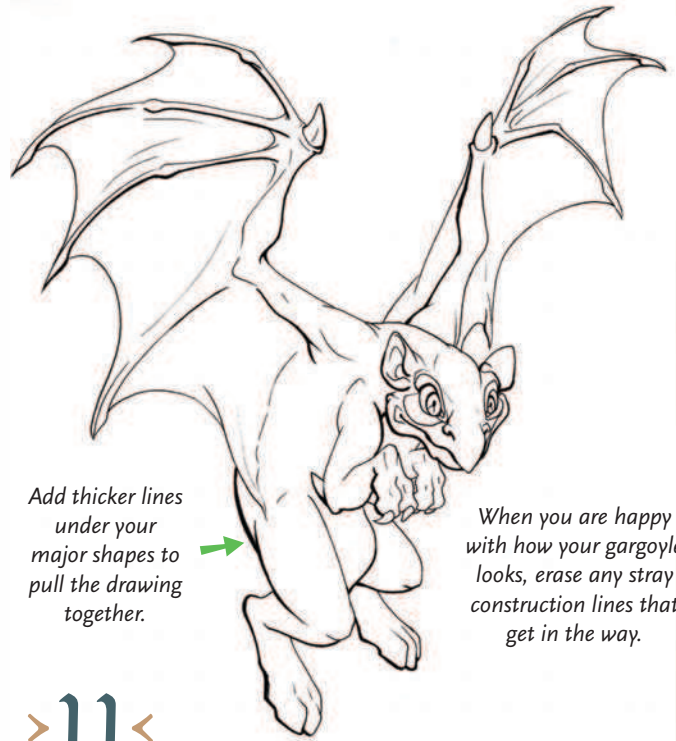 Add thicker lines
under your
major shapes to
pull the drawing
together.
When you are happy
with how your gargoyle
looks, erase any stray
construction lines that
get in the way.
> 11 <